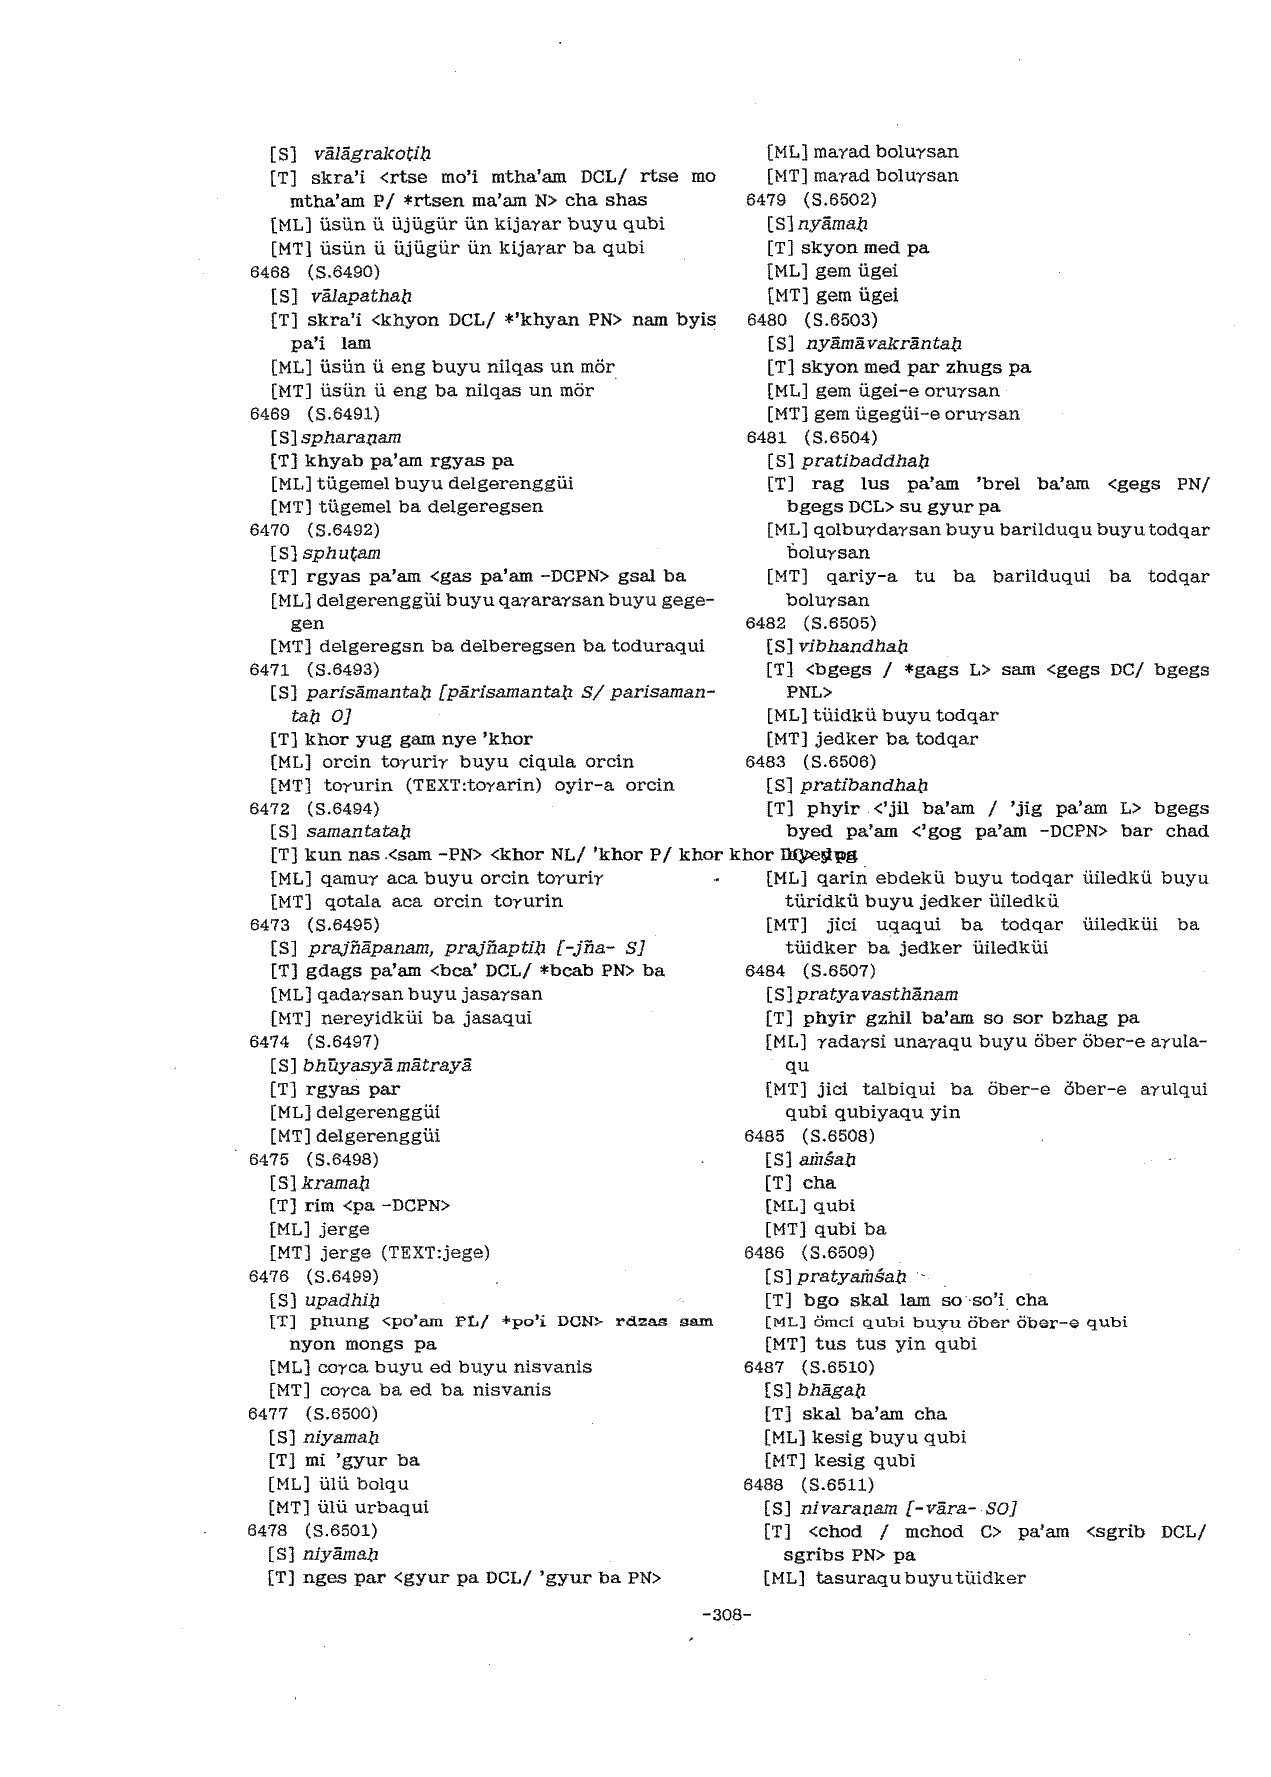 [S] vālāgrakoṭiḥ
[T] skra'i <rtse mo'i mtha'am DCL/ rtse mo
mtha'am P/ *rtsen ma'am N> cha shas
[ML] üsün ü üjügür ün kijaγar buyu qubi
[MT] üsün ü üjügür ün kijaγar ba qubi
6468 (S.6490)
[S] vālapathaḥ
[T] skra'i <khyon DCL/ *'khyan PN> nam byis
pa'i lam
[ML] üsün ü eng buyu nilqas un mör
[MT] üsün ü eng ba nilqas un mör
6469 (S.6491)
[S] spharaṇam
[T] khyab pa'am rgyas pa
[ML] tügemel buyu delgerenggüi
[MT] tügemel ba delgeregsen
6470 (S.6492)
[S] sphuṭam
[T] rgyas pa'am <gas pa'am -DCPN> gsal ba
[ML] delgerenggüi buyu qaγaraγsan buyu gege-
gen
[MT] delgeregsn ba delberegsen ba toduraqui
6471 (S.6493)
[S] parisāmantaḥ [pārisamantaḥ S/ parisaman-
taḥ O]
[T] khor yug gam nye 'khor
[ML] orcin toγuriγ buyu ciqula orcin
[MT] toγurin (TEXT:toγarin) oyir-a orcin
6472 (S.6494)
[S] samantataḥ
[T] kun nas <sam -PN> <khor NL/ 'khor P/ khor khor
[ML] qamuγ aca buyu orcin toγuriγ
[MT] qotala aca orcin toγurin
6473 (S.6495)
[S] prajñāpanam, prajñaptiḥ [-jña- S]
[T] gdags pa'am <bca' DCL/ *bcab PN> ba
[ML] qadaγsan buyu jasaγsan
[MT] nereyidküi ba jasaqui
6474 (S.6497)
[S] bhūyasyā mātrayā
[T] rgyas par
[ML] delgerenggüi
[MT] delgerenggüi
6475 (S.6498)
[S] kramaḥ
[T] rim <pa -DCPN>
[ML] jerge
[MT] jerge (TEXT:jege)
6476 (S.6499)
[S] upadhiḥ
[T] phung <po'am PL/ *po'i DCN> rdzas sam
nyon mongs pa
[ML] coγca buyu ed buyu nisvanis
[MT] coγca ba ed ba nisvanis
6477 (S.6500)
[S] niyamaḥ
[T] mi 'gyur ba
[ML] ülü bolqu
[MT] ülü urbaqui
6478 (S.6501)
[S] niyāmaḥ
[T] nges par <gyur pa DCL/ 'gyur ba PN>
[ML] maγad boluγsan
[MT] maγad boluγsan
6479 (S.6502)
[S] nyāmaḥ
[T] skyon med pa
[ML] gem ügei
[MT] gem ügei
6480 (S.6503)
[S] nyāmāvakrāntaḥ
[T] skyon med par zhugs pa
[ML] gem ügei-e oruγsan
[MT] gem ügegüi-e oruγsan
6481 (S.6504)
[S] pratibaddhaḥ
[T] rag lus pa'am 'brel ba'am <gegs PN/
bgegs DCL> su gyur pa
[ML] qolbuγdaγsan buyu barilduqu buyu todqar
boluγsan
[MT] qariy-a tu ba barilduqui ba todqar
boluγsan
6482 (S.6505)
[S] vibhandhaḥ
[T] <bgegs / *gags L> sam <gegs DC/ bgegs
PNL>
[ML] tüidkü buyu todqar
[MT] jedker ba todqar
6483 (S.6506)
[S] pratibandhaḥ
[T] phyir <'jil ba'am / 'jig pa'am L> bgegs
byed pa'am <'gog pa'am -DCPN> bar chad
[ML] qarin ebdekü buyu todqar üiledkü buyu
türidkü buyu jedker üiledkü
[MT] jici uqaqui ba todqar üiledküi ba
tüidker ba jedker üiledküi
6484 (S.6507)
[S] pratyavasthānam
[T] phyir gzhil ba'am so sor bzhag pa
[ML] γadaγsi unaγaqu buyu öber öber-e aγula-
qu
[MT] jici talbiqui ba öber-e öber-e aγulqui
qubi qubiyaqu yin
6485 (S.6508)
[S] aṁśaḥ
[T] cha
[ML] qubi
[MT] qubi ba
6486 (S.6509)
[S] pratyaṁśaḥ
[T] bgo skal lam so so'i cha
[ML] ömci qubi buyu öber öber-e qubi
[MT] tus tus yin qubi
6487 (S.6510)
[S] bhāgaḥ
[T] skal ba'am cha
[ML] kesig buyu qubi
[MT] kesig qubi
6488 (S.6511)
[S] nivaraṇam [-vāra- SO]
[T] <chod / mchod C> pa'am <sgrib DCL/
sgribs PN> pa
[ML] tasuraqu buyu tüidker
-308-